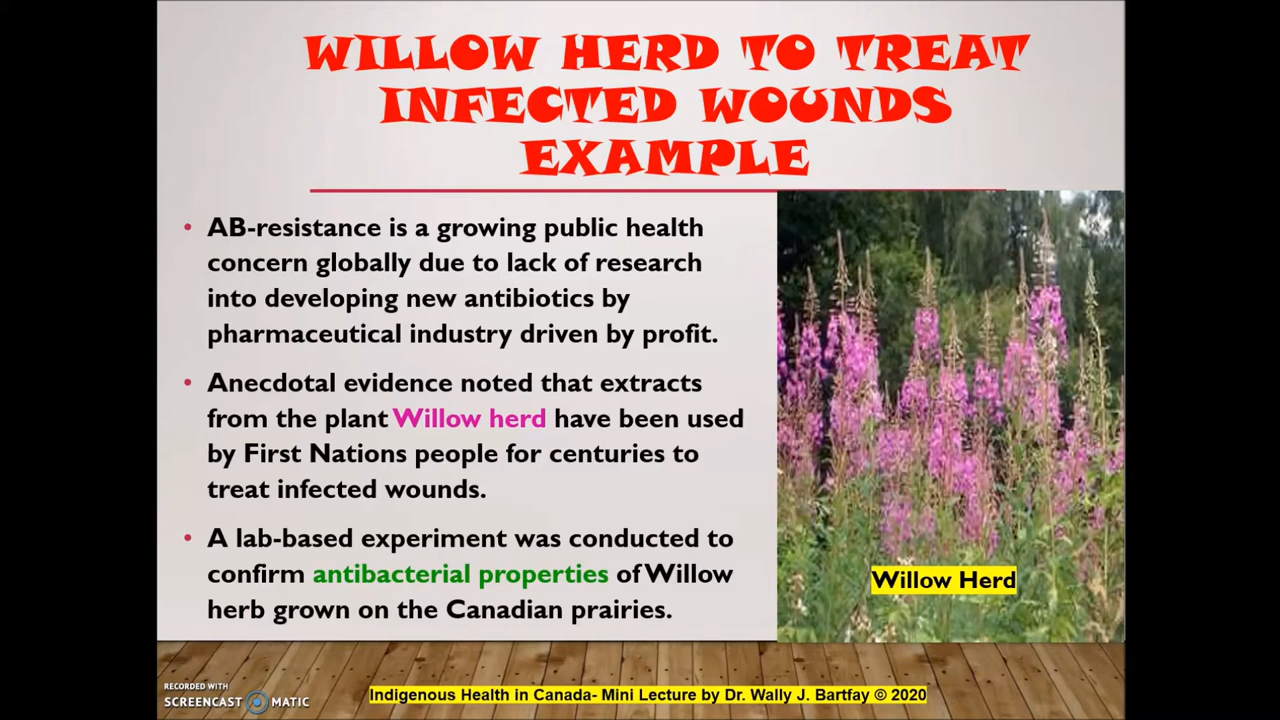 WILLOW HERD TO TREAT
INFECTED WOUNDS
EXAMPLE
• AB-resistance is a growing public health
concern globally due to lack of research
into developing new antibiotics by
pharmaceutical industry driven by profit.
• Anecdotal evidence noted that extracts
from the plant Willow herd have been used
by First Nations people for centuries to
treat infected wounds.
• A lab-based experiment was conducted to
confirm antibacterial properties of Willow
herb grown on the Canadian prairies.
Willow Herd
RECORDED WITH
SCREENCAST MATIC
Indigenous Health in Canada- Mini Lecture by Dr. Wally J. Bartfay © 2020